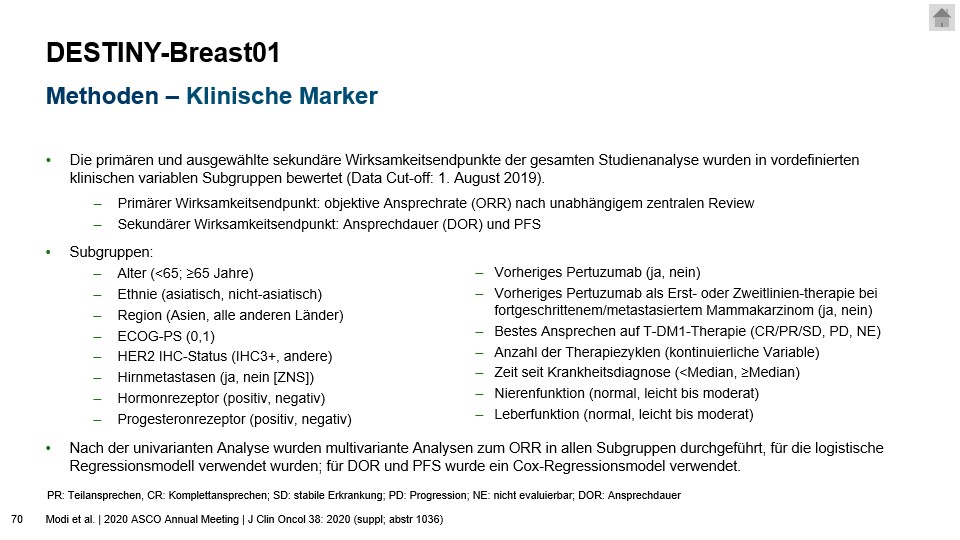 DESTINY-Breast01
Methoden – Klinische Marker
• Die primären und ausgewählte sekundäre Wirksamkeitsendpunkte der gesamten Studienanalyse wurden in vordefinierten
klinischen variablen Subgruppen bewertet (Data Cut-off: 1. August 2019).
– Primärer Wirksamkeitsendpunkt: objektive Ansprechrate (ORR) nach unabhängigem zentralen Review
– Sekundärer Wirksamkeitsendpunkt: Ansprechdauer (DOR) und PFS
• Subgruppen:
– Alter (<65; ≥65 Jahre)
– Ethnie (asiatisch, nicht-asiatisch)
– Region (Asien, alle anderen Länder)
– ECOG-PS (0,1)
– HER2 IHC-Status (IHC3+, andere)
– Hirnmetastasen (ja, nein [ZNS])
– Hormonrezeptor (positiv, negativ)
– Progesteronrezeptor (positiv, negativ)
– Vorheriges Pertuzumab (ja, nein)
– Vorheriges Pertuzumab als Erst- oder Zweitlinien-therapie bei
fortgeschrittenem/metastasiertem Mammakarzinom (ja, nein)
– Bestes Ansprechen auf T-DM1-Therapie (CR/PR/SD, PD, NE)
– Anzahl der Therapiezyklen (kontinuierliche Variable)
– Zeit seit Krankheitsdiagnose (<Median, ≥Median)
– Nierenfunktion (normal, leicht bis moderat)
– Leberfunktion (normal, leicht bis moderat)
• Nach der univarianten Analyse wurden multivariante Analysen zum ORR in allen Subgruppen durchgeführt, für die logistische
Regressionsmodell verwendet wurden; für DOR und PFS wurde ein Cox-Regressionsmodel verwendet.
PR: Teilansprechen, CR: Komplettansprechen; SD: stabile Erkrankung; PD: Progression; NE: nicht evaluierbar; DOR: Ansprechdauer
70 Modi et al. | 2020 ASCO Annual Meeting | J Clin Oncol 38: 2020 (suppl; abstr 1036)